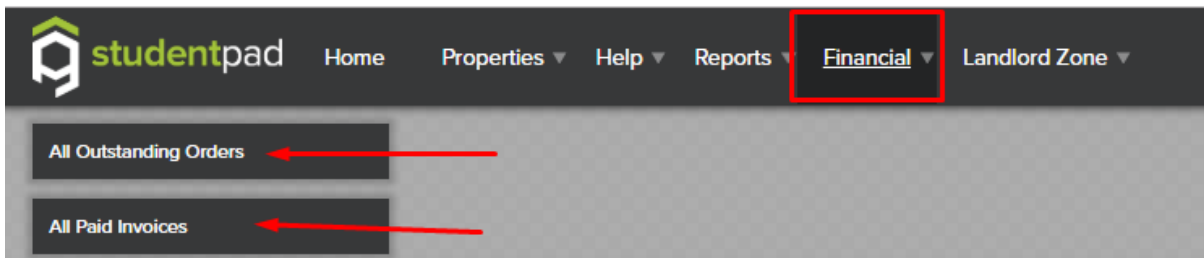 studentpad Home Properties Help Reports Financial Landlord Zone
All Outstanding Orders
All Paid Invoices